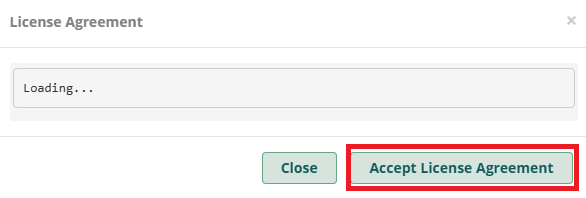 License Agreement ×
Loading...
Close Accept License Agreement